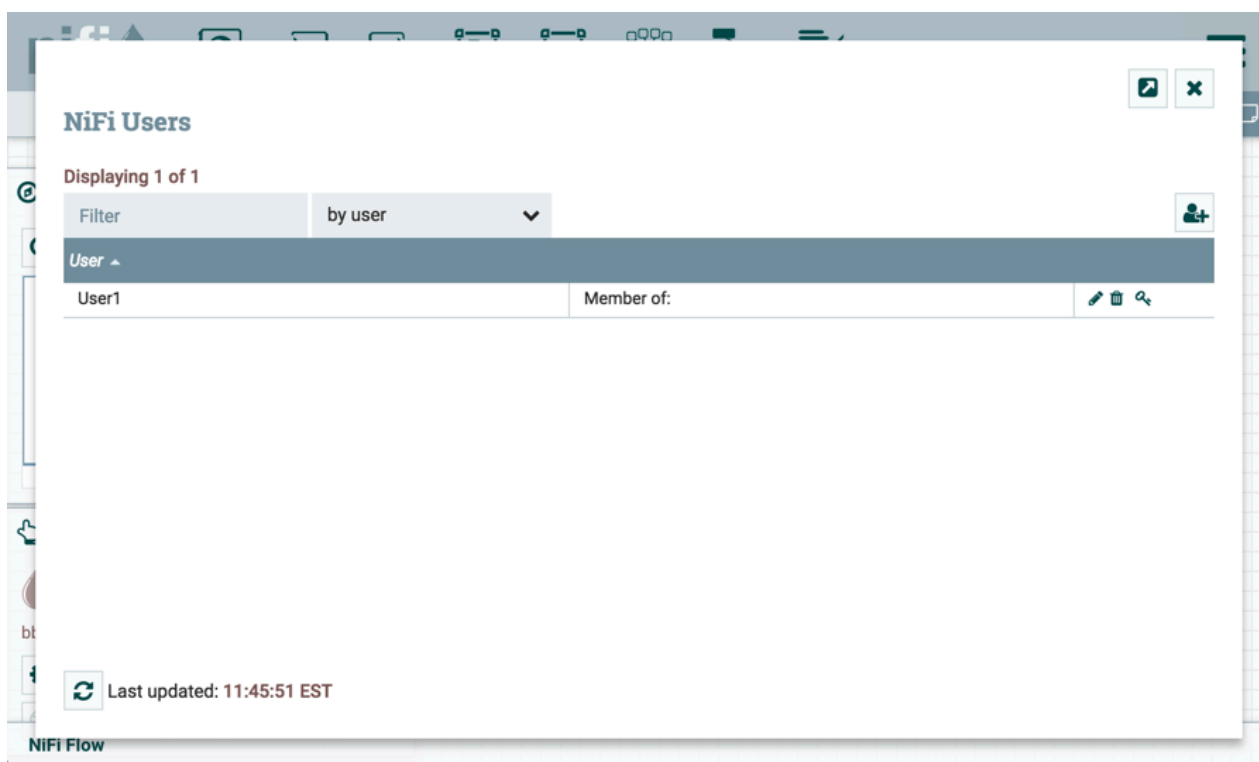 NiFi Users
Displaying 1 of 1
Filter by user
User
User1 Member of:
Last updated: 11:45:51 EST
NiFi Flow